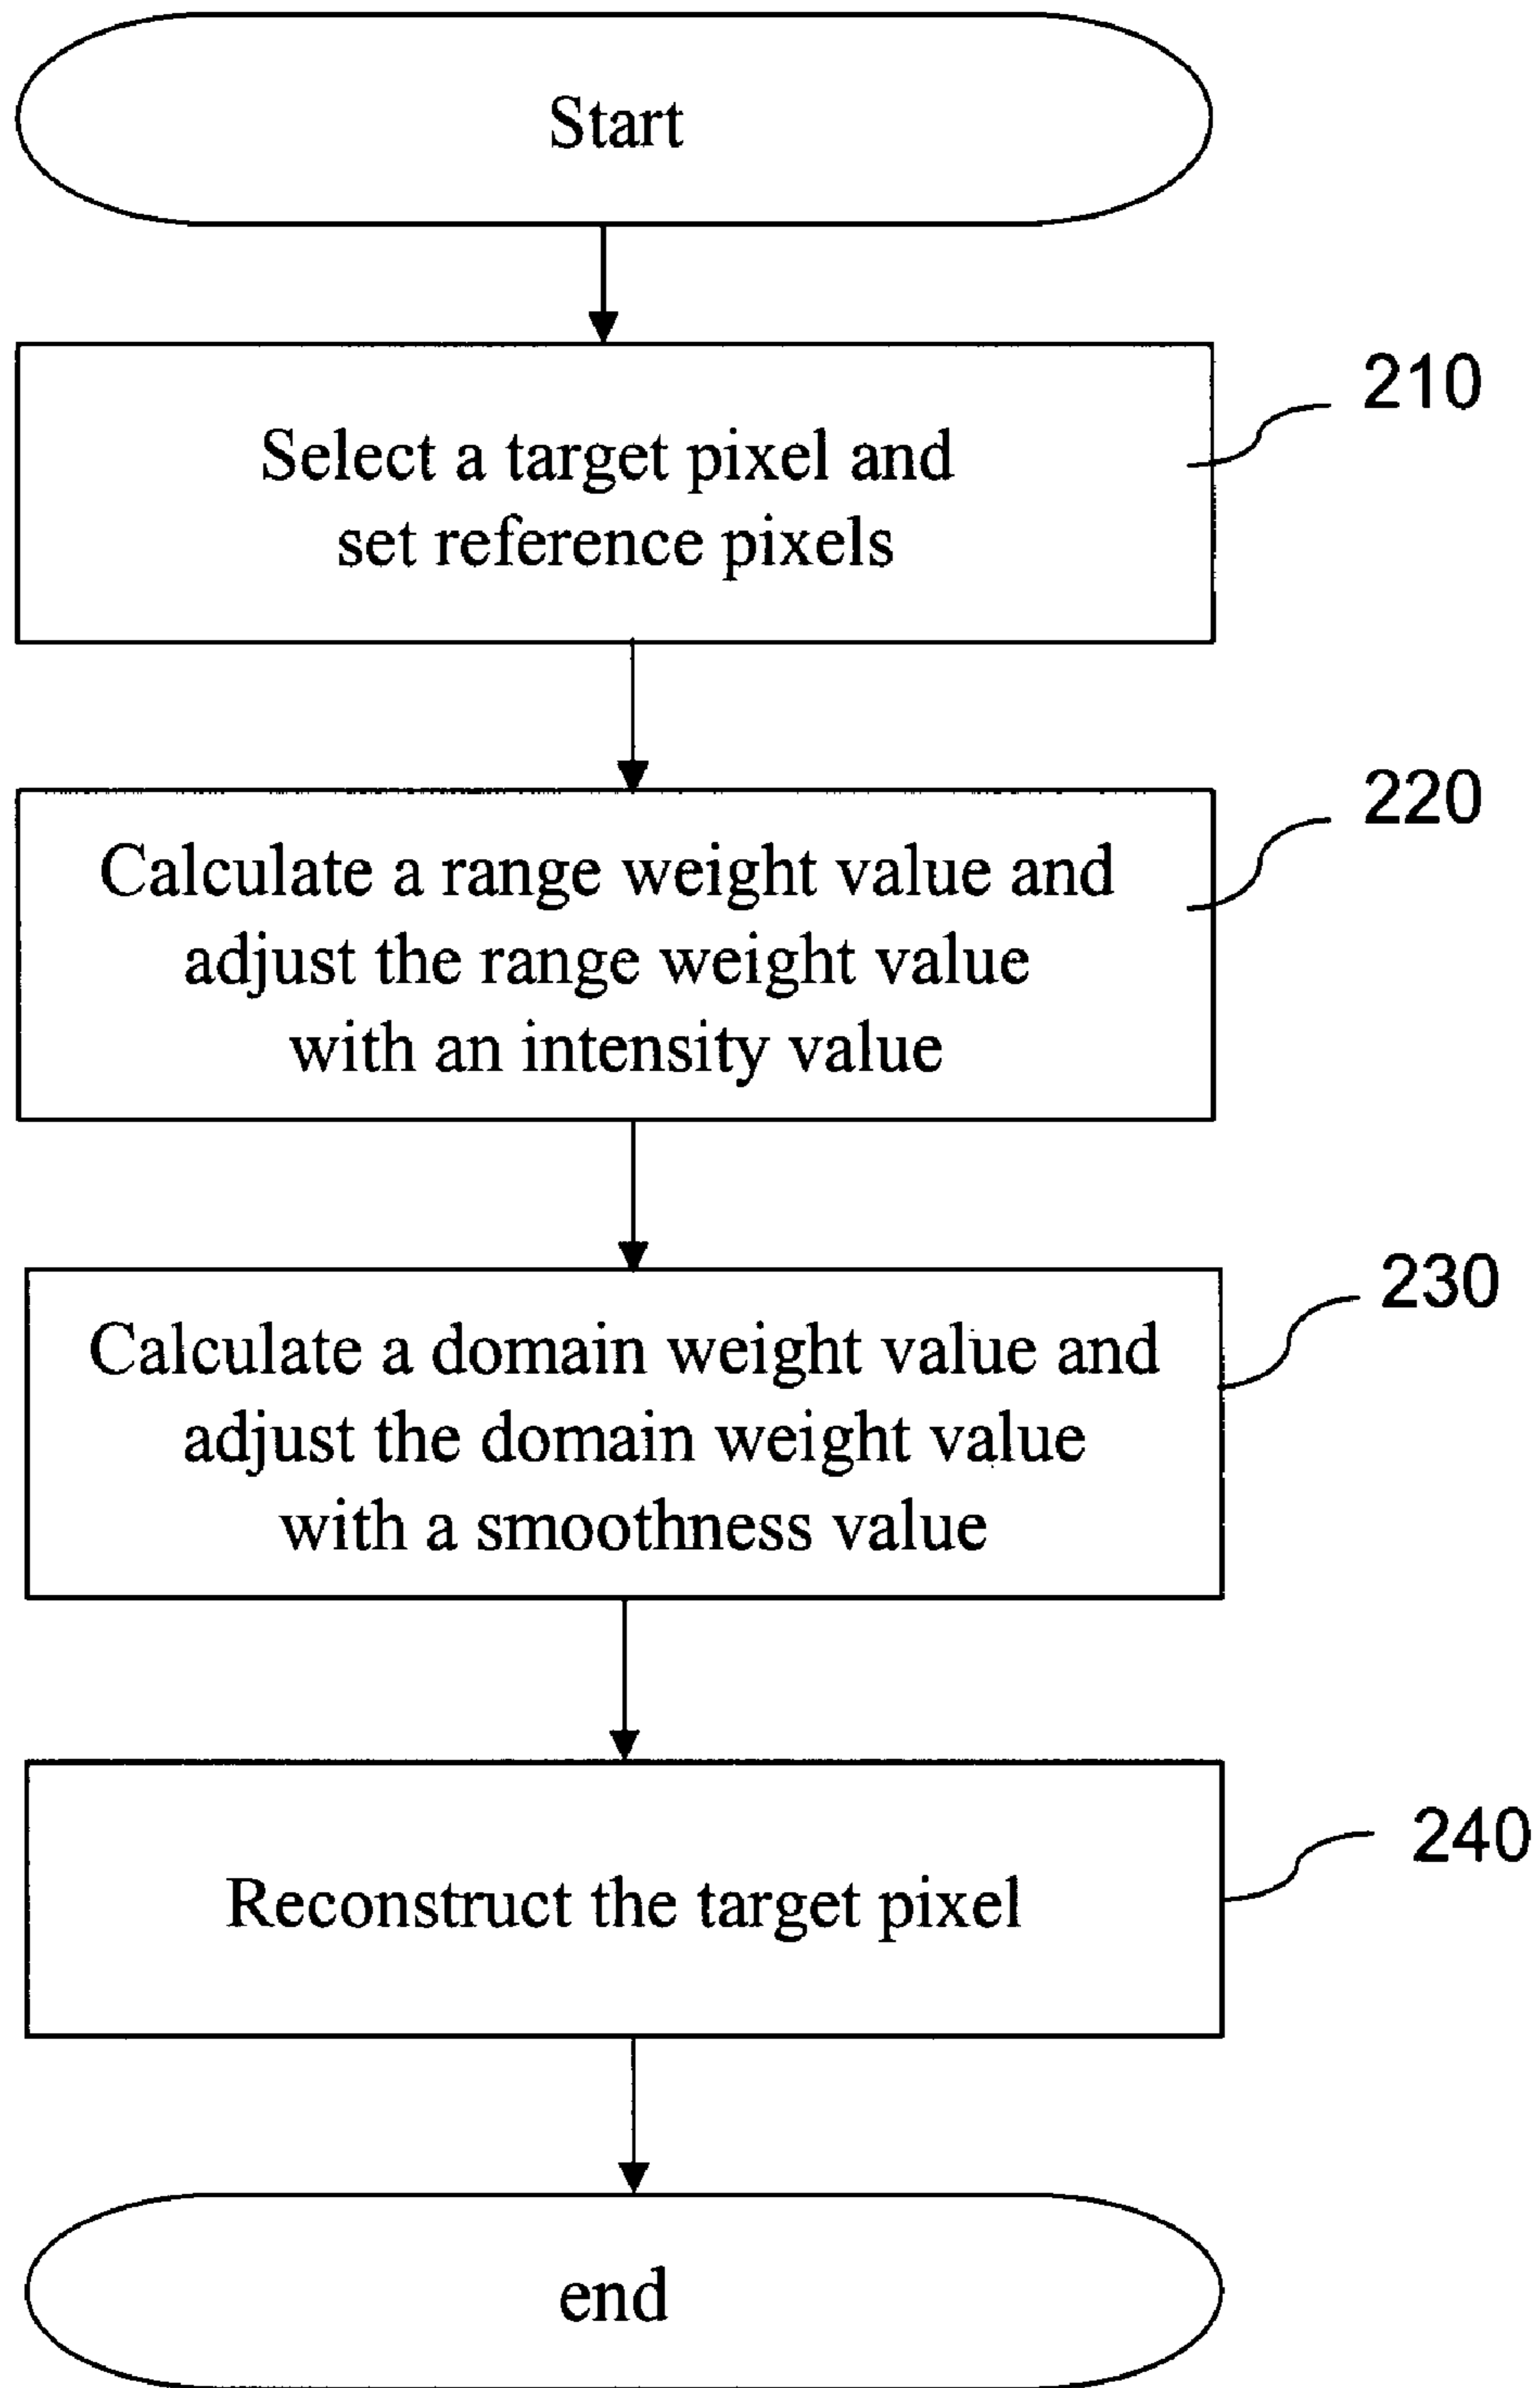 Start
210
Select a target pixel and
set reference pixels
220
Calculate a range weight value and
adjust the range weight value
with an intensity value
230
Calculate a domain weight value and
adjust the domain weight value
with a smoothness value
240
Reconstruct the target pixel
end